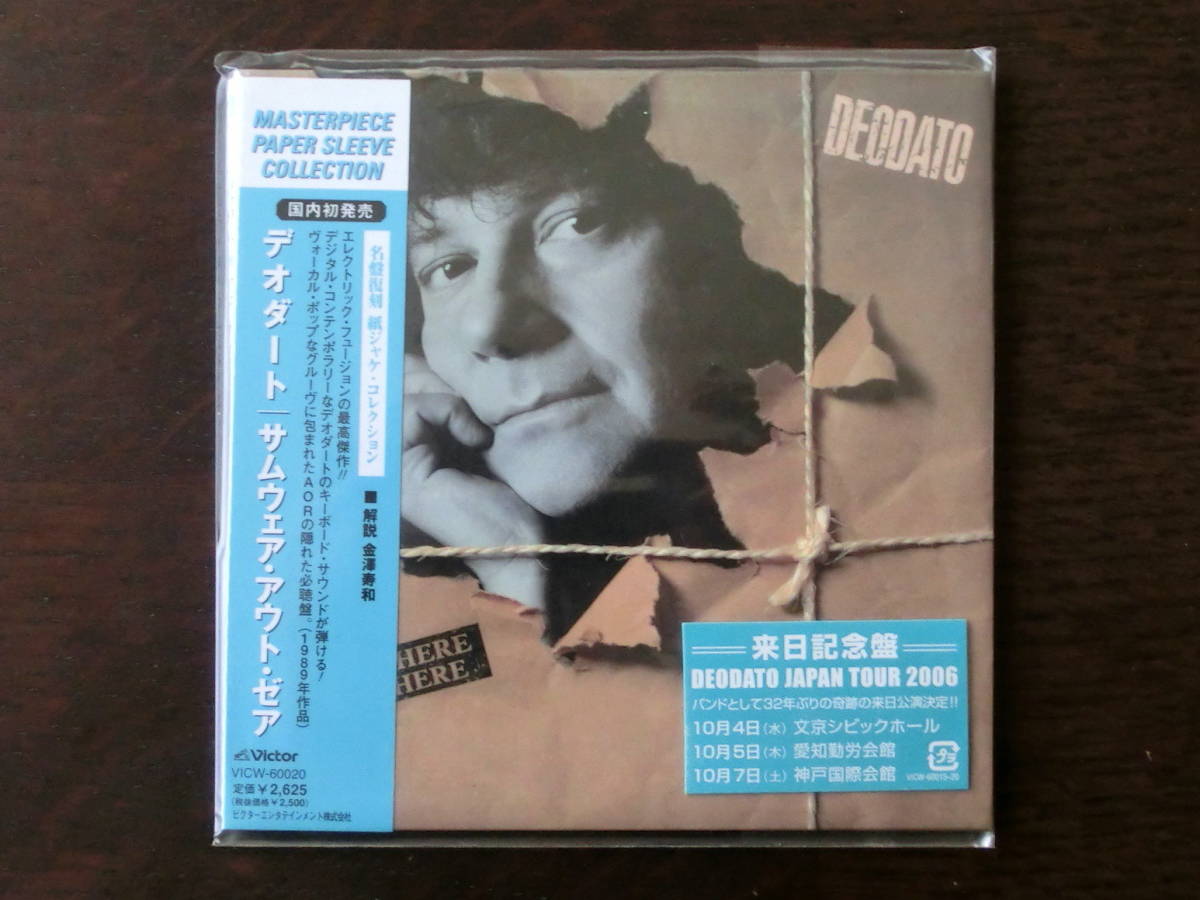 MASTERPIECE
PAPER SLEEVE
COLLECTION
国内初発売
デオダート｜サムウェア・アウト・ゼア
名盤復刻 紙ジャケ・コレクション
エレクトリック・フュージョンの最高傑作!!
デジタル・コンテンポラリーなデオダートのキーボード・サウンドが弾ける!
ヴォーカル・ポップなグルーヴに包まれたAORの隠れた必聴盤。(1989年作品)
■解説 金澤寿和
Victor
VICW-60020
定価￥2,625
(税抜価格￥2,500)
ビクターエンタテインメント株式会社
DEODATO
HERE
HERE
来日記念盤
DEODATO JAPAN TOUR 2006
バンドとして32年ぶりの奇跡の来日公演決定!!
10月4日(水) 文京シビックホール
10月5日(木) 愛知勤労会館
10月7日(土) 神戸国際会館
プラ
VICW-60015-20